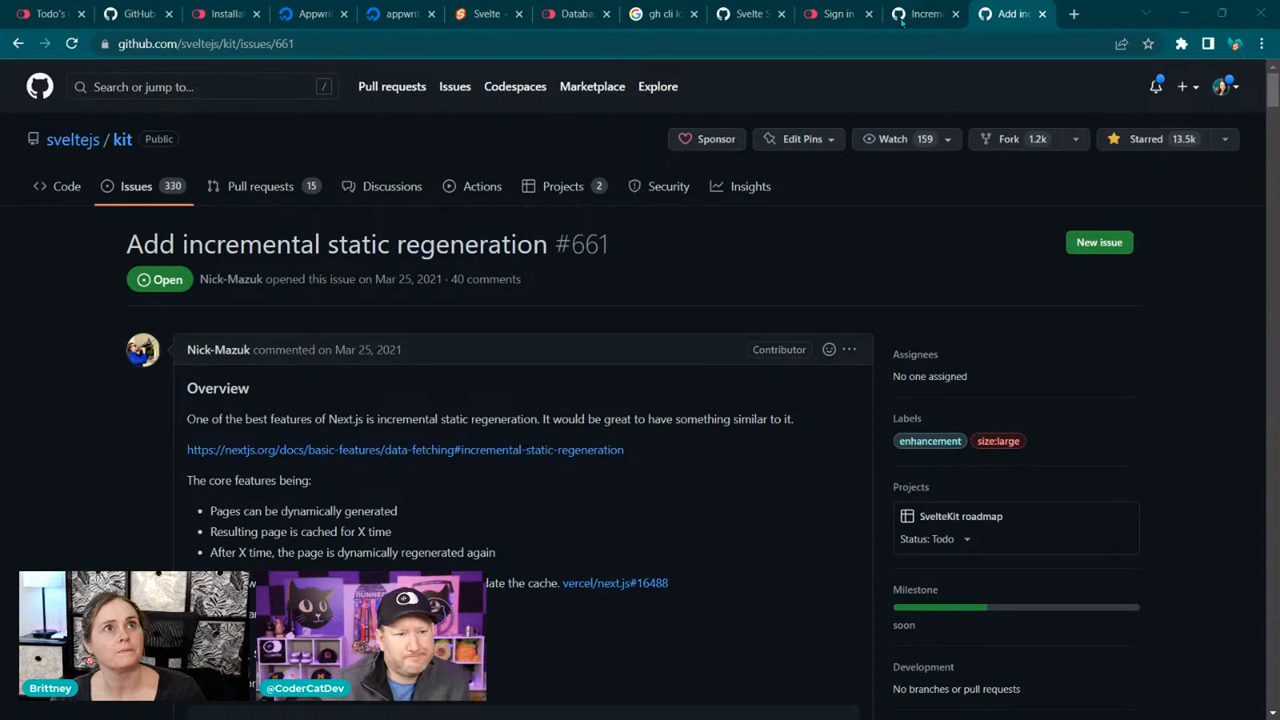 Todo's
GitHub
Installa
Appwri
appwrit
Svelte
Databa
gh cli lo
Svelte S
Sign in
Increm
Add in
github.com/sveltejs/kit/issues/661
Search or jump to...
/
Pull requests
Issues
Codespaces
Marketplace
Explore
sveltejs / kit
Public
Sponsor
Edit Pins
Watch 159
Fork 1.2k
Starred 13.5k
Code
Issues 330
Pull requests 15
Discussions
Actions
Projects 2
Security
Insights
Add incremental static regeneration #661
New issue
Open
Nick-Mazuk opened this issue on Mar 25, 2021 · 40 comments
Nick-Mazuk commented on Mar 25, 2021
Contributor
Overview
One of the best features of Next.js is incremental static regeneration. It would be great to have something similar to it.
https://nextjs.org/docs/basic-features/data-fetching#incremental-static-regeneration
The core features being:
• Pages can be dynamically generated
• Resulting page is cached for X time
• After X time, the page is dynamically regenerated again
late the cache. vercel/next.js#16488
Assignees
No one assigned
Labels
enhancement
size:large
Projects
SvelteKit roadmap
Status: Todo
Milestone
soon
Development
No branches or pull requests
Brittney
@CoderCatDev